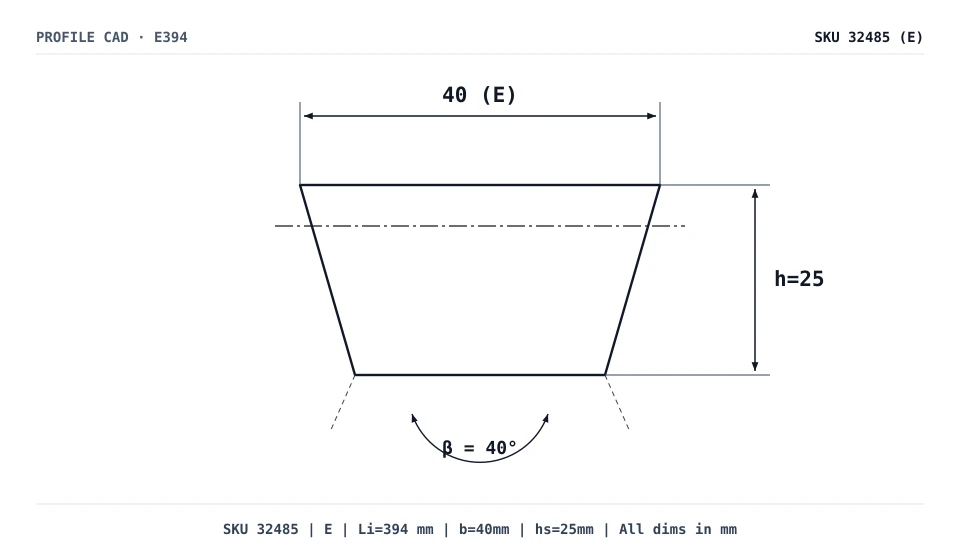 PROFILE CAD · E394
SKU 32485 (E)
40 (E)
h=25
β = 40°
SKU 32485 | E | Li=394 mm | b=40mm | hs=25mm | All dims in mm